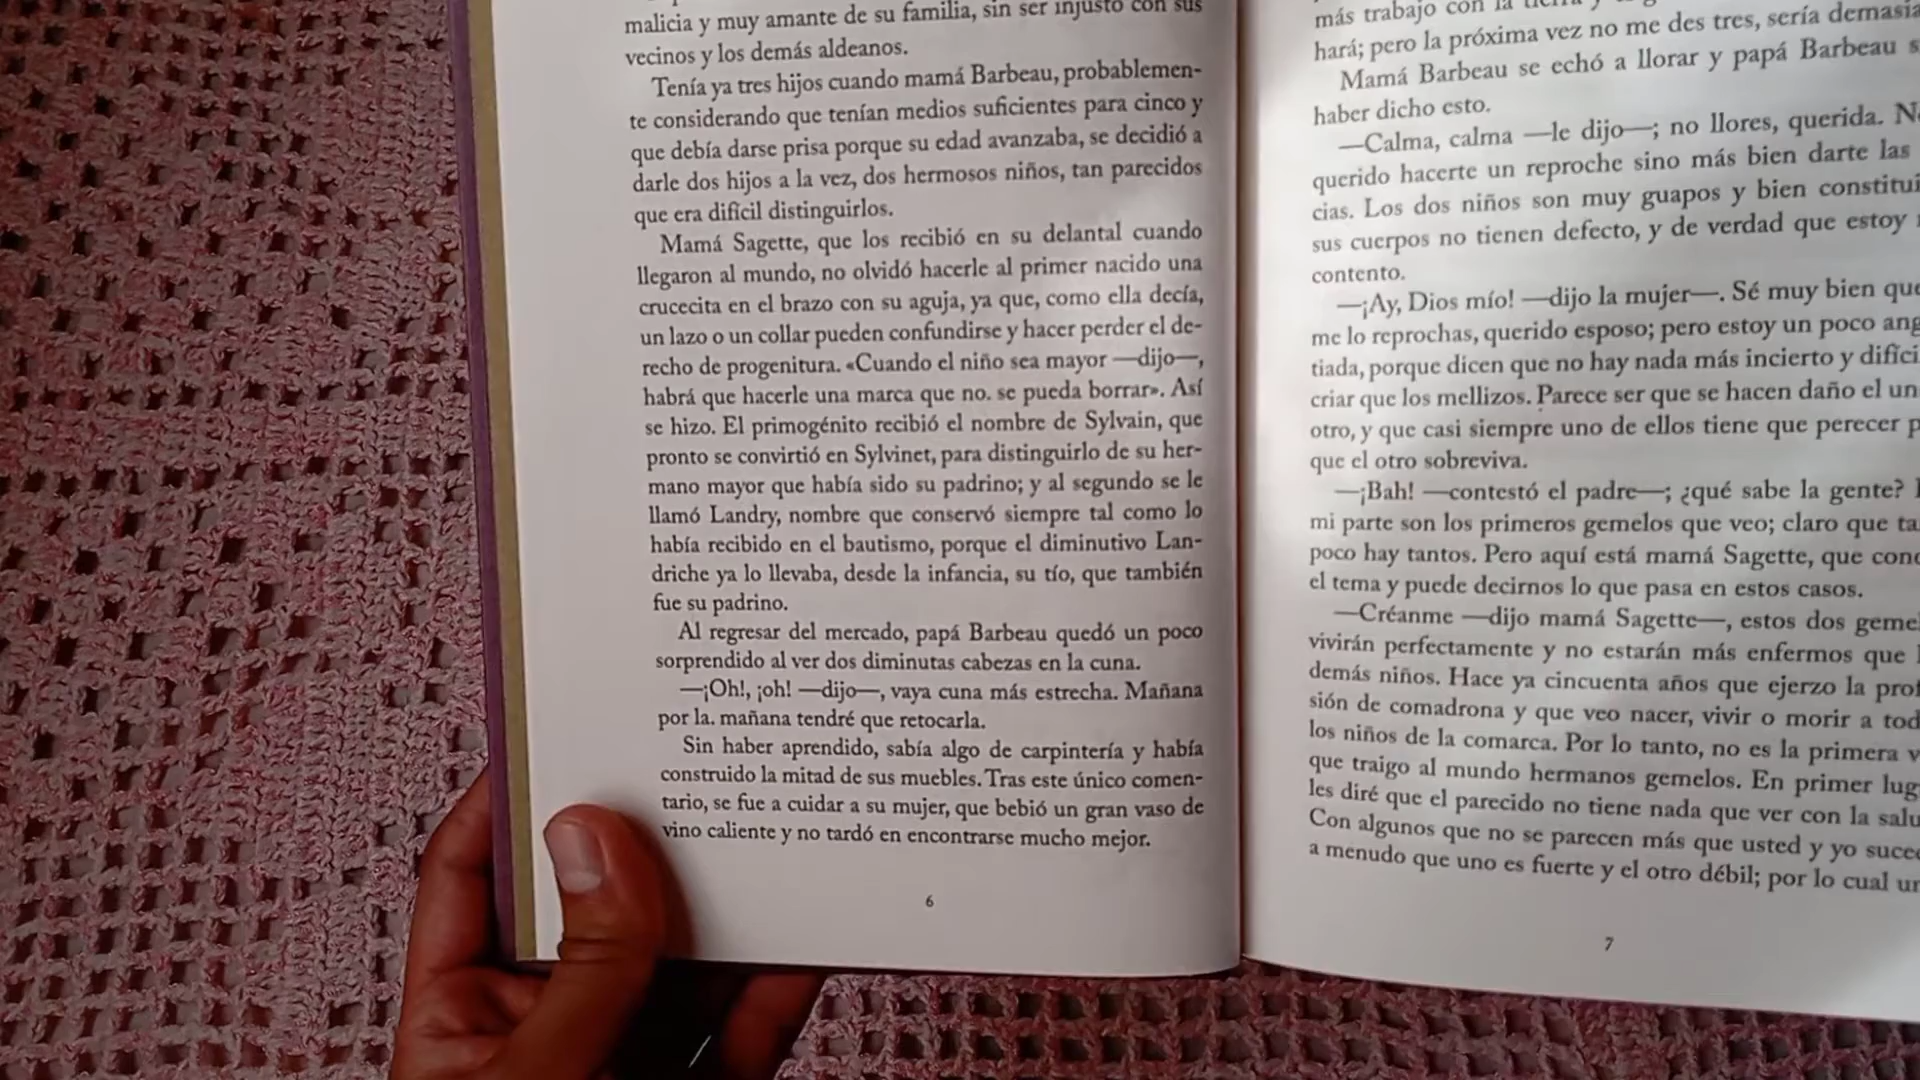 malicia y muy amante de su familia, sin ser injusto con sus
vecinos y los demás aldeanos.
Tenía ya tres hijos cuando mamá Barbeau, probablemen-
te considerando que tenían medios suficientes para cinco y
que debía darse prisa porque su edad avanzaba, se decidió a
darle dos hijos a la vez, dos hermosos niños, tan parecidos
que era difícil distinguirlos.
Mamá Sagette, que los recibió en su delantal cuando
llegaron al mundo, no olvidó hacerle al primer nacido una
crucecita en el brazo con su aguja, ya que, como ella decía,
un lazo o un collar pueden confundirse y hacer perder el de-
recho de progenitura. «Cuando el niño sea mayor —dijo—,
habrá que hacerle una marca que no. se pueda borrar». Así
se hizo. El primogénito recibió el nombre de Sylvain, que
pronto se convirtió en Sylvinet, para distinguirlo de su her-
mano mayor que había sido su padrino; y al segundo se le
llamó Landry, nombre que conservó siempre tal como lo
había recibido en el bautismo, porque el diminutivo Lan-
driche ya lo llevaba, desde la infancia, su tío, que también
fue su padrino.
Al regresar del mercado, papá Barbeau quedó un poco
sorprendido al ver dos diminutas cabezas en la cuna.
—¡Oh!, ¡oh! —dijo—, vaya cuna más estrecha. Mañana
por la. mañana tendré que retocarla.
Sin haber aprendido, sabía algo de carpintería y había
construido la mitad de sus muebles. Tras este único comen-
tario, se fue a cuidar a su mujer, que bebió un gran vaso de
vino caliente y no tardó en encontrarse mucho mejor.
6
más trabajo con la
hará; pero la próxima vez no me des tres, sería demasia
Mamá Barbeau se echó a llorar y papá Barbeau s
haber dicho esto.
—Calma, calma —le dijo—; no llores, querida. N
querido hacerte un reproche sino más bien darte las
cias. Los dos niños son muy guapos y bien constitui
sus cuerpos no tienen defecto, y de verdad que estoy
contento.
—¡Ay, Dios mío! —dijo la mujer—. Sé muy bien que
me lo reprochas, querido esposo; pero estoy un poco ang
tiada, porque dicen que no hay nada más incierto y difíci
criar que los mellizos. Parece ser que se hacen daño el un
otro, y que casi siempre uno de ellos tiene que perecer p
que el otro sobreviva.
—¡Bah! —contestó el padre—; ¿qué sabe la gente?
mi parte son los primeros gemelos que veo; claro que ta
poco hay tantos. Pero aquí está mamá Sagette, que cono
el tema y puede decirnos lo que pasa en estos casos.
—Créanme —dijo mamá Sagette—, estos dos geme
vivirán perfectamente y no estarán más enfermos que
demás niños. Hace ya cincuenta años que ejerzo la prof
sión de comadrona y que veo nacer, vivir o morir a tod
los niños de la comarca. Por lo tanto, no es la primera v
que traigo al mundo hermanos gemelos. En primer lug
les diré que el parecido no tiene nada que ver con la salu
Con algunos que no se parecen más que usted y yo suced
a menudo que uno es fuerte y el otro débil; por lo cual un
7